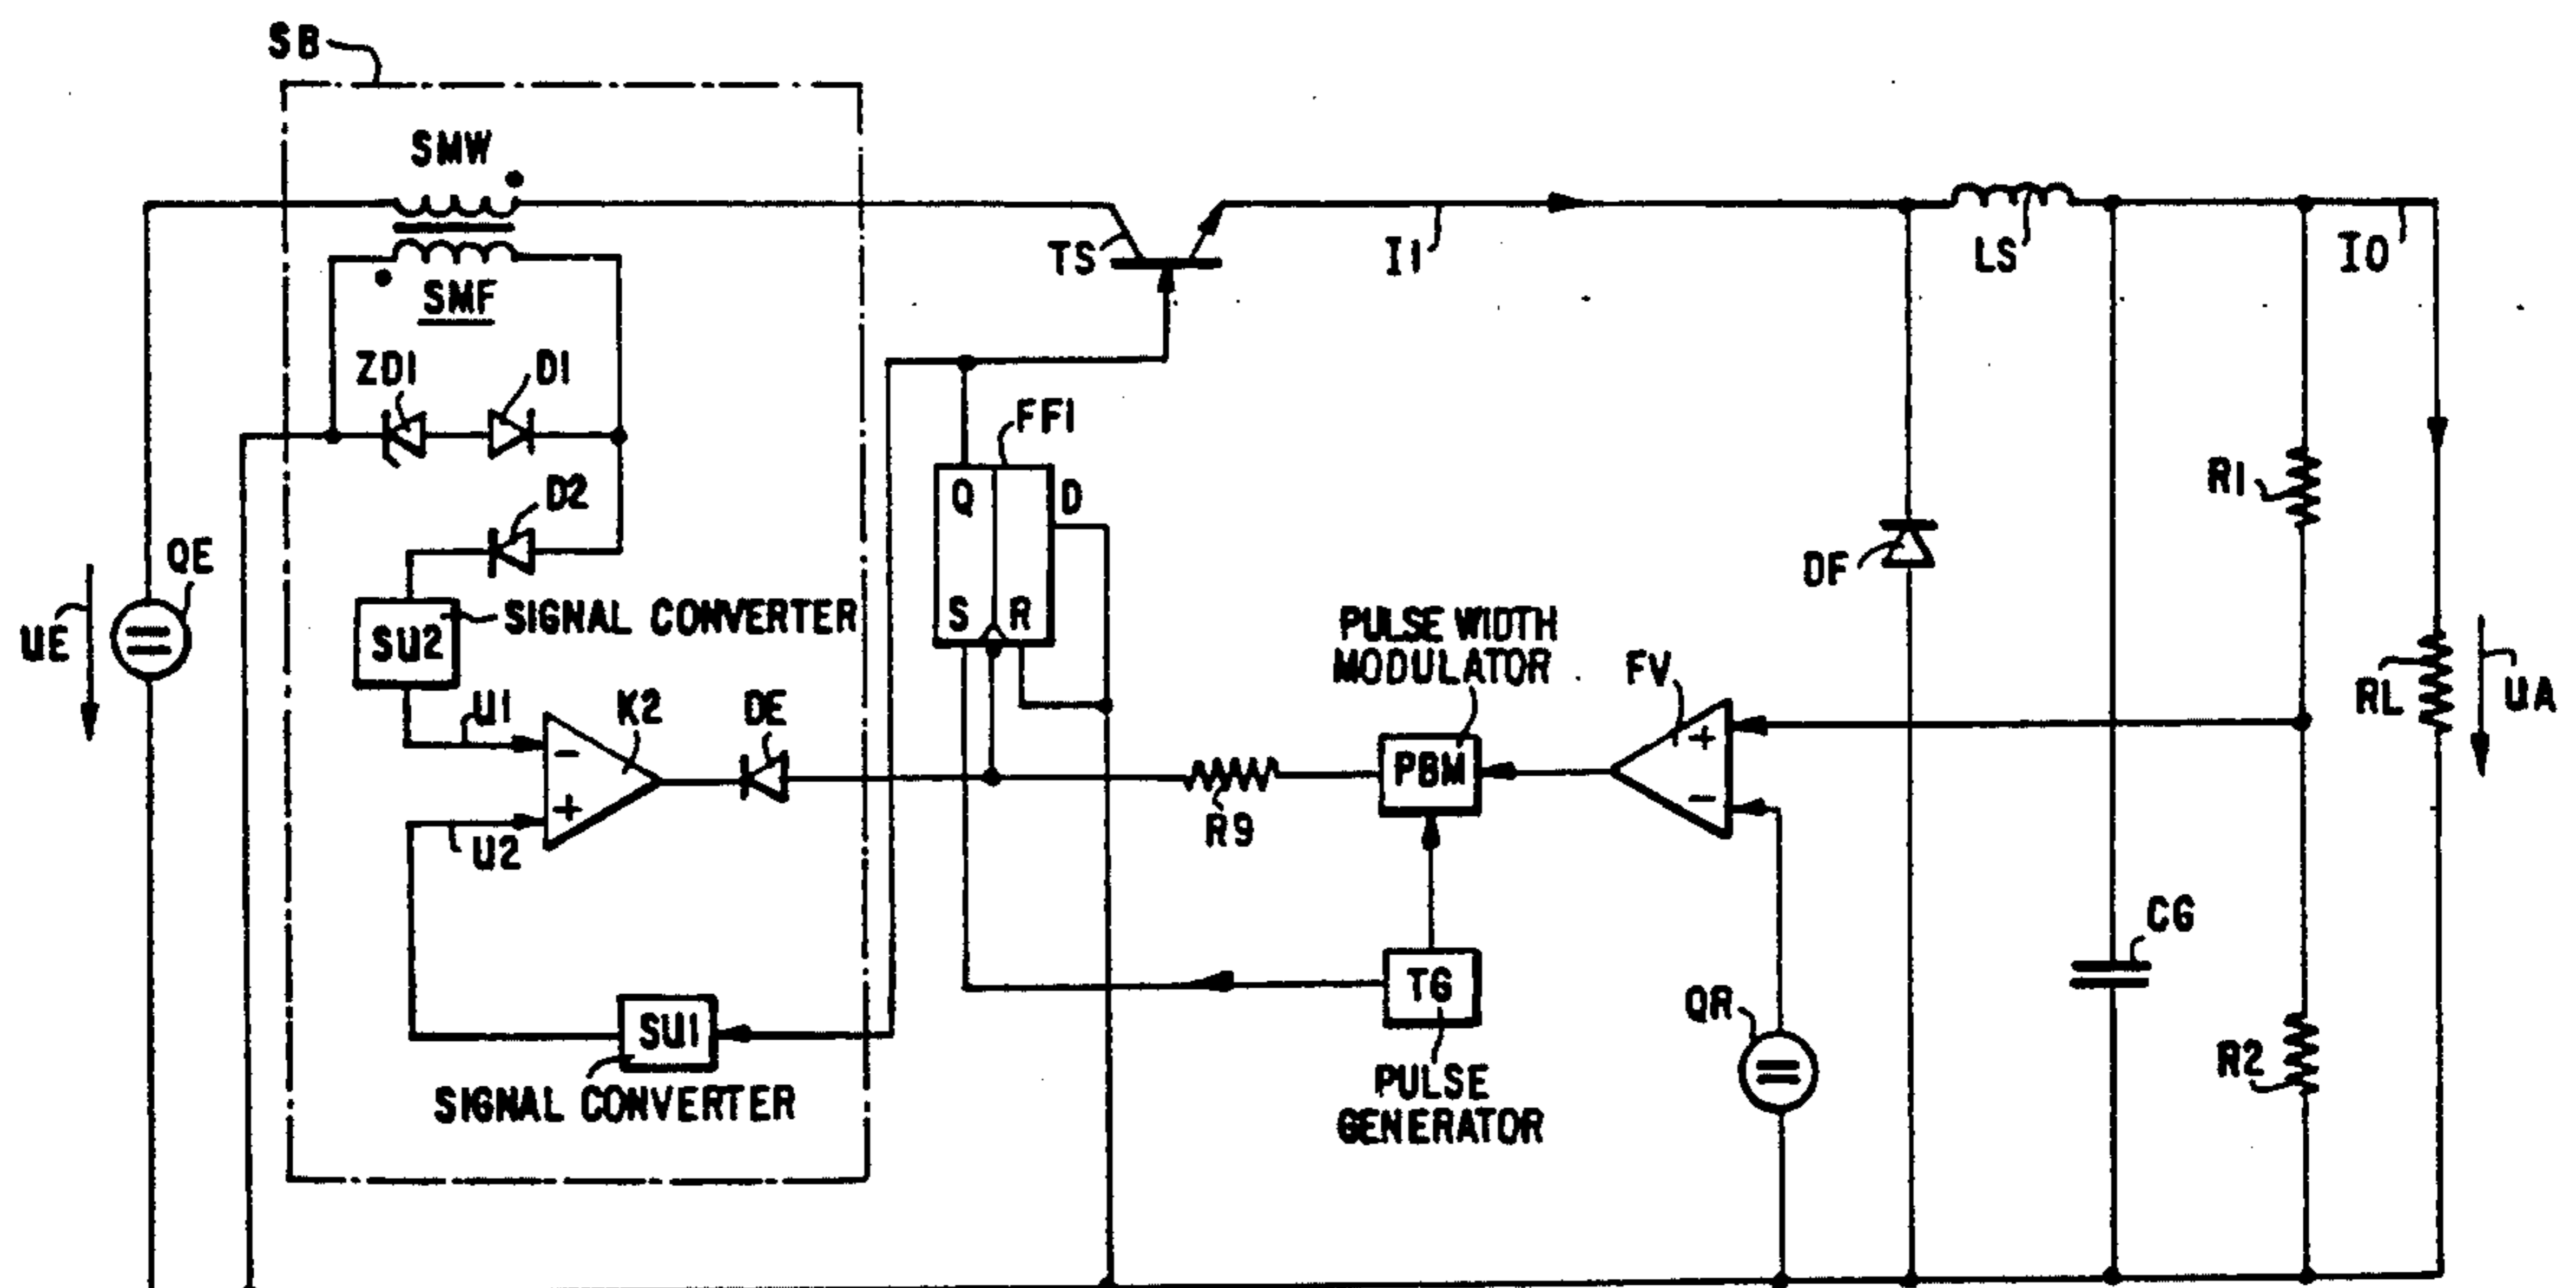 SB
SMW
SMF
TS
I1
LS
I0
ZD1
D1
FF1
D2
Q
D
R1
QE
UE
DF
SIGNAL CONVERTER
SU2
S
R
PULSE WIDTH
MODULATOR
FV
RL
UA
U1
K2
DE
PBM
+
−
−
+
R9
U2
CG
TG
QR
SU1
R2
SIGNAL CONVERTER
PULSE
GENERATOR